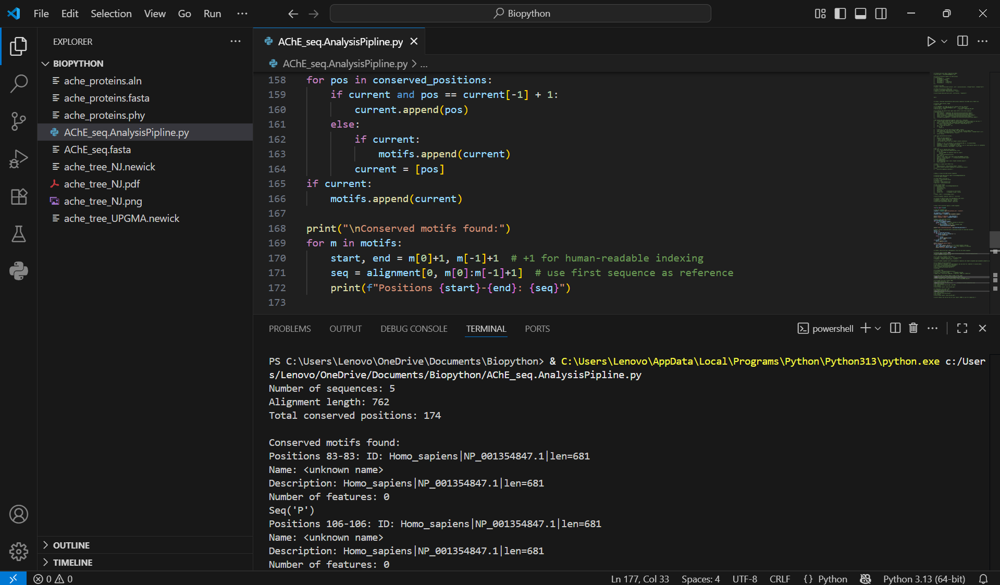 File Edit Selection View Go Run ···
Biopython
EXPLORER ···
BIOPYTHON
ache_proteins.aln
ache_proteins.fasta
ache_proteins.phy
AChE_seq.AnalysisPipline.py
AChE_seq.fasta
ache_tree_NJ.newick
ache_tree_NJ.pdf
ache_tree_NJ.png
ache_tree_UPGMA.newick
OUTLINE
TIMELINE
AChE_seq.AnalysisPipline.py
AChE_seq.AnalysisPipline.py > ...
158 for pos in conserved_positions:
159     if current and pos == current[-1] + 1:
160         current.append(pos)
161     else:
162         if current:
163             motifs.append(current)
164         current = [pos]
165 if current:
166     motifs.append(current)
167
168 print("\nConserved motifs found:")
169 for m in motifs:
170     start, end = m[0]+1, m[-1]+1  # +1 for human-readable indexing
171     seq = alignment[0, m[0]:m[-1]+1]  # use first sequence as reference
172     print(f"Positions {start}-{end}: {seq}")
173
PROBLEMS OUTPUT DEBUG CONSOLE TERMINAL PORTS
powershell
PS C:\Users\Lenovo\OneDrive\Documents\Biopython> & C:\Users\Lenovo\AppData\Local\Programs\Python\Python313\python.exe c:/User
s/Lenovo/OneDrive/Documents/Biopython/AChE_seq.AnalysisPipline.py
Number of sequences: 5
Alignment length: 762
Total conserved positions: 174
Conserved motifs found:
Positions 83-83: ID: Homo_sapiens|NP_001354847.1|len=681
Name: <unknown name>
Description: Homo_sapiens|NP_001354847.1|len=681
Number of features: 0
Seq('P')
Positions 106-106: ID: Homo_sapiens|NP_001354847.1|len=681
Name: <unknown name>
Description: Homo_sapiens|NP_001354847.1|len=681
Number of features: 0
0 0
Ln 177, Col 33 Spaces: 4 UTF-8 CRLF {} Python Python 3.13 (64-bit)